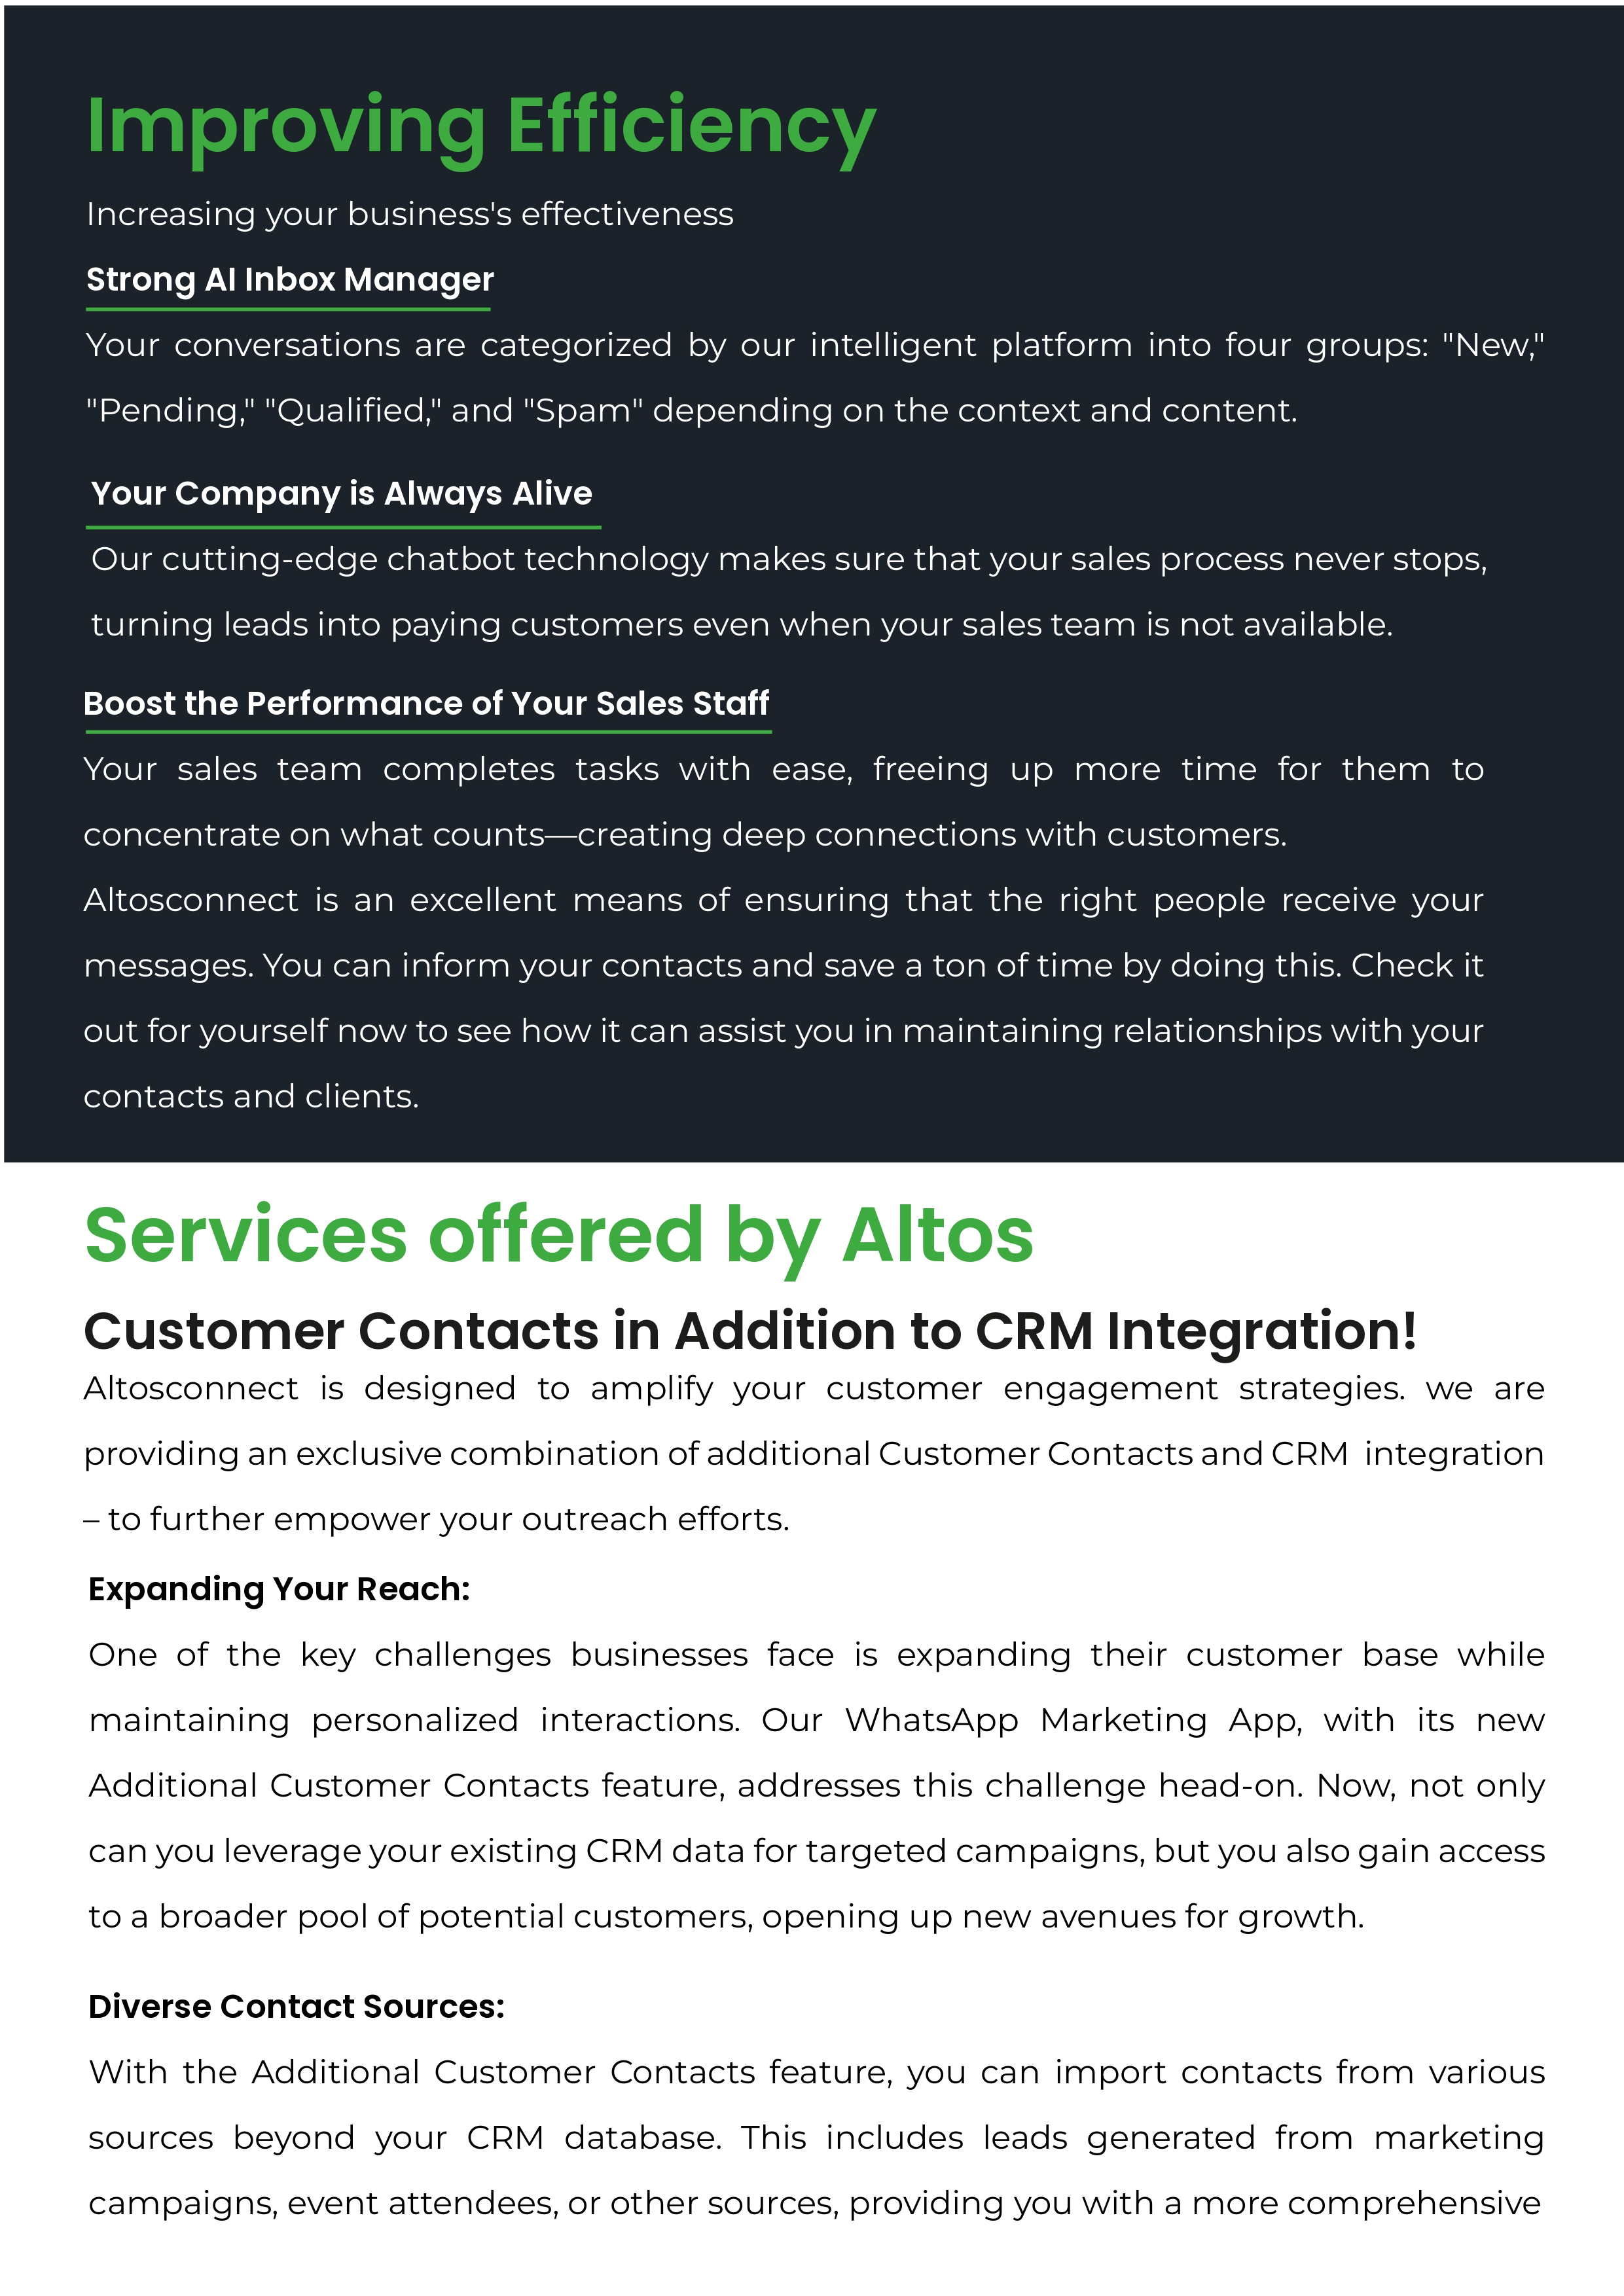 Improving Efficiency
Increasing your business's effectiveness
Strong AI Inbox Manager
Your conversations are categorized by our intelligent platform into four groups: "New,"
"Pending," "Qualified," and "Spam" depending on the context and content.
Your Company is Always Alive
Our cutting-edge chatbot technology makes sure that your sales process never stops,
turning leads into paying customers even when your sales team is not available.
Boost the Performance of Your Sales Staff
Your sales team completes tasks with ease, freeing up more time for them to
concentrate on what counts—creating deep connections with customers.
Altosconnect is an excellent means of ensuring that the right people receive your
messages. You can inform your contacts and save a ton of time by doing this. Check it
out for yourself now to see how it can assist you in maintaining relationships with your
contacts and clients.
Services offered by Altos
Customer Contacts in Addition to CRM Integration!
Altosconnect is designed to amplify your customer engagement strategies. we are
providing an exclusive combination of additional Customer Contacts and CRM integration
– to further empower your outreach efforts.
Expanding Your Reach:
One of the key challenges businesses face is expanding their customer base while
maintaining personalized interactions. Our WhatsApp Marketing App, with its new
Additional Customer Contacts feature, addresses this challenge head-on. Now, not only
can you leverage your existing CRM data for targeted campaigns, but you also gain access
to a broader pool of potential customers, opening up new avenues for growth.
Diverse Contact Sources:
With the Additional Customer Contacts feature, you can import contacts from various
sources beyond your CRM database. This includes leads generated from marketing
campaigns, event attendees, or other sources, providing you with a more comprehensive